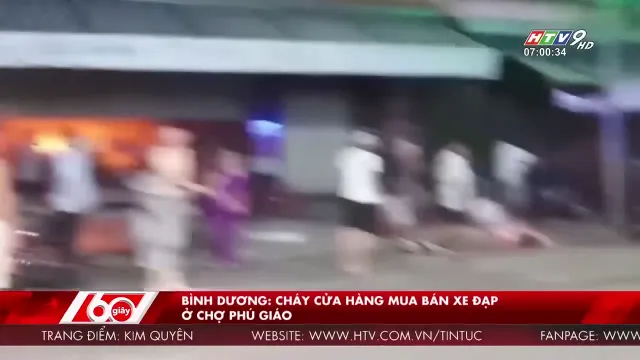 HTV9 HD
07:00:34
60 giây
BÌNH DƯƠNG: CHÁY CỬA HÀNG MUA BÁN XE ĐẠP
Ở CHỢ PHÚ GIÁO
TRANG ĐIỂM: KIM QUYÊN WEBSITE: WWW.HTV.COM.VN/TINTUC FANPAGE: WWW